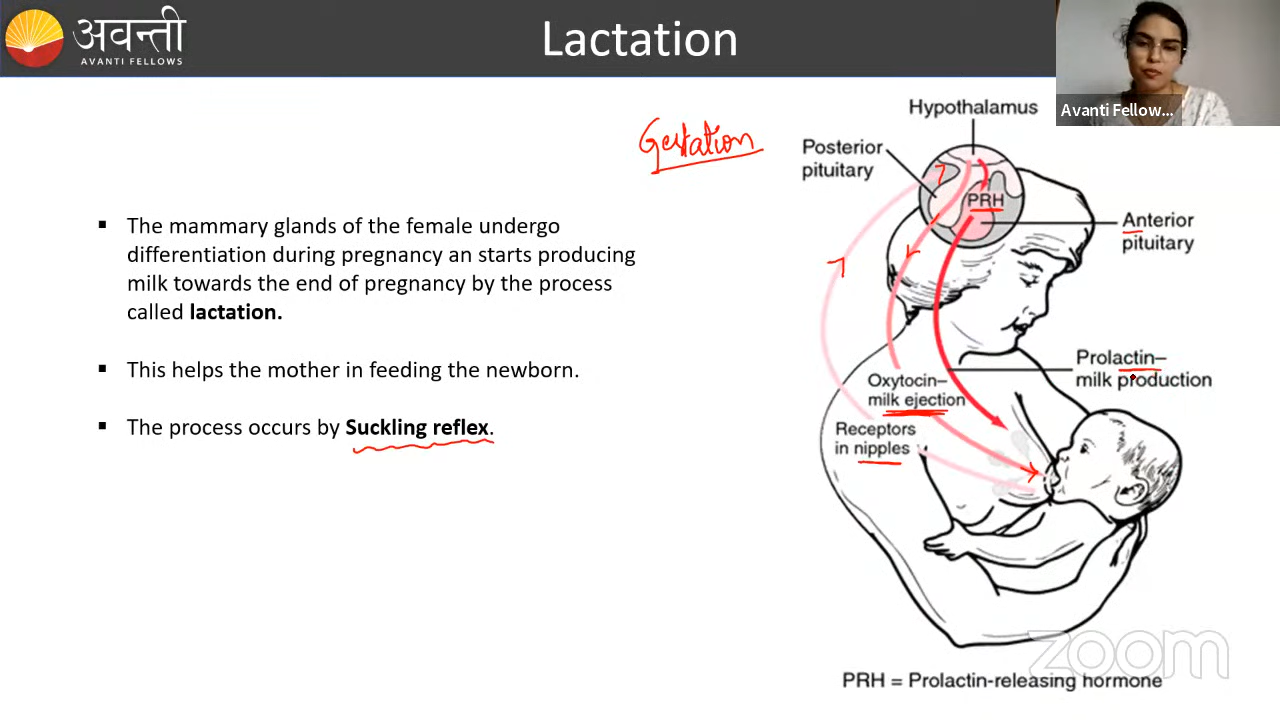 अवन्ती
AVANTI FELLOWS
Lactation
Avanti Fellow...
Gestation
▪ The mammary glands of the female undergo
differentiation during pregnancy an starts producing
milk towards the end of pregnancy by the process
called lactation.
▪ This helps the mother in feeding the newborn.
▪ The process occurs by Suckling reflex.
Hypothalamus
Posterior
pituitary
PRH
Anterior
pituitary
Prolactin–
milk production
Oxytocin–
milk ejection
Receptors
in nipples
zoom
PRH = Prolactin-releasing hormone